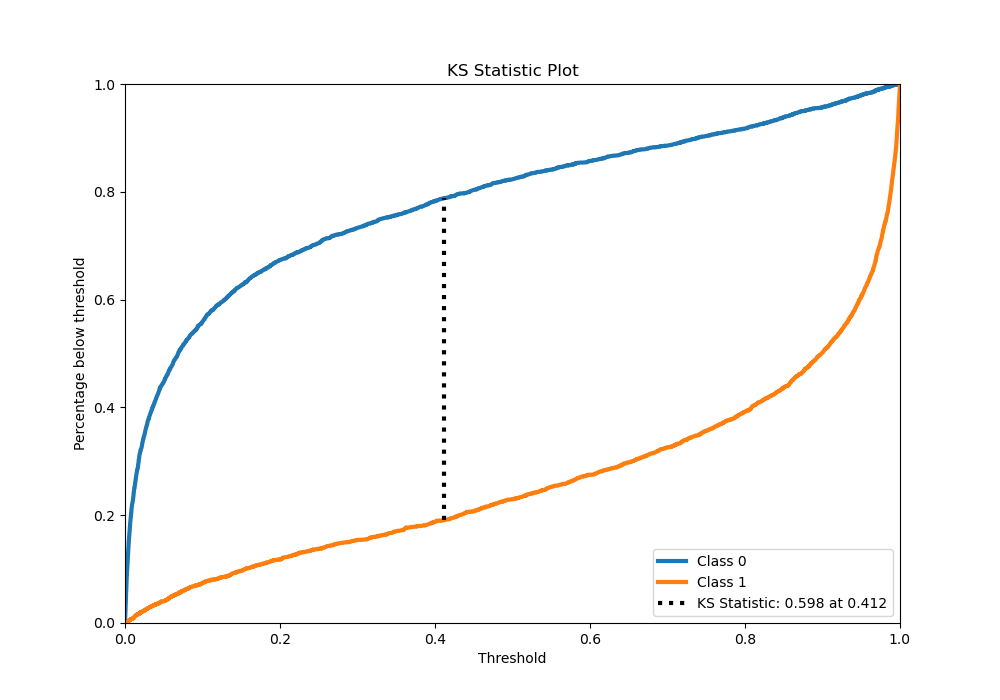 KS Statistic Plot
1.0
0.8
0.6
0.4
0.2
0.0
Percentage below threshold
Class 0
Class 1
KS Statistic: 0.598 at 0.412
0.0 0.2 0.4 0.6 0.8 1.0
Threshold